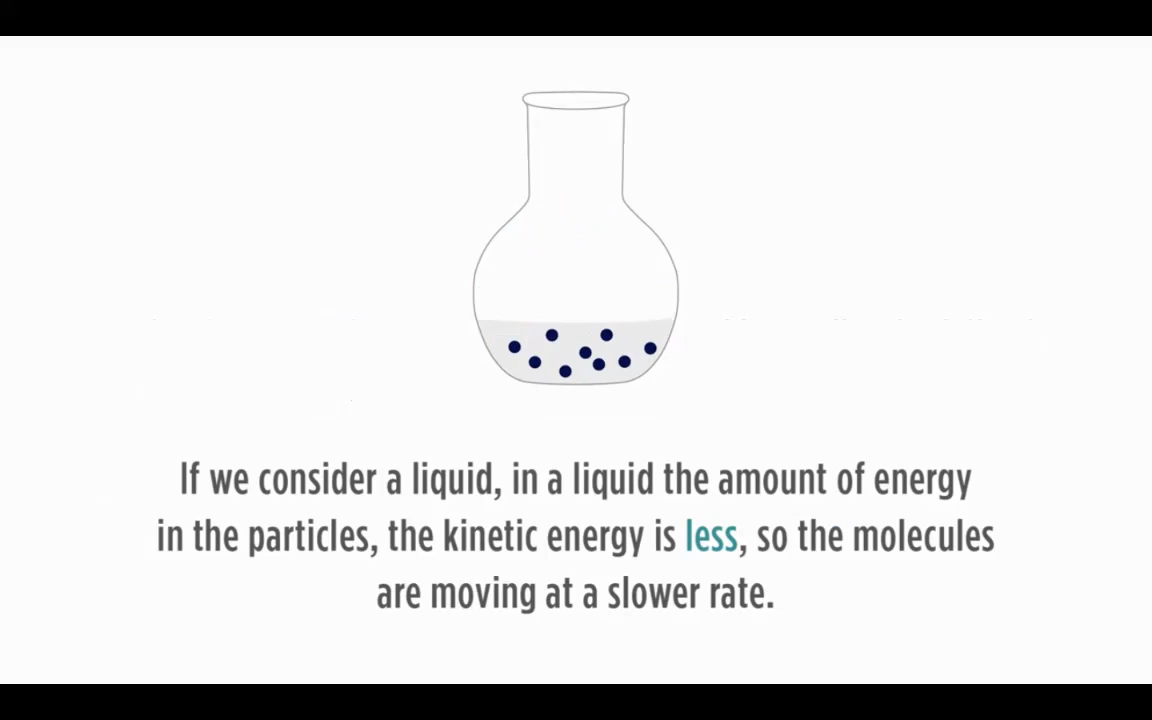 If we consider a liquid, in a liquid the amount of energy
in the particles, the kinetic energy is less, so the molecules
are moving at a slower rate.